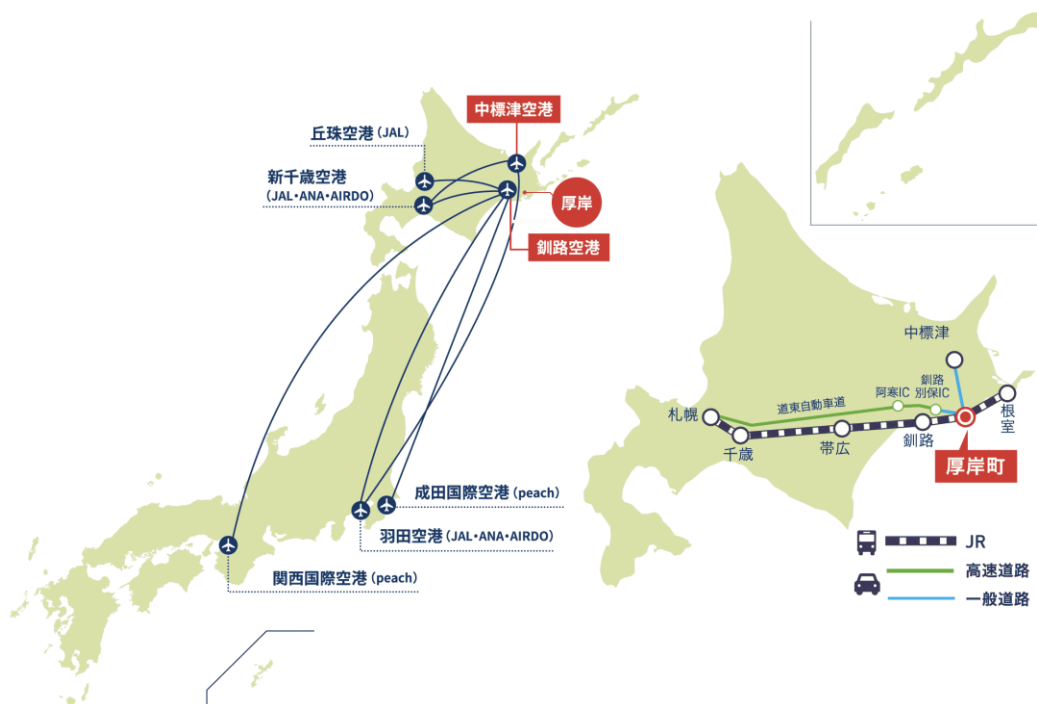 中標津空港
丘珠空港(JAL)
新千歳空港
(JAL・ANA・AIRDO)
厚岸
釧路空港
成田国際空港(peach)
羽田空港(JAL・ANA・AIRDO)
関西国際空港(peach)
中標津
釧路
別保IC
阿寒IC
道東自動車道
札幌
千歳
帯広
釧路
根室
厚岸町
JR
高速道路
一般道路